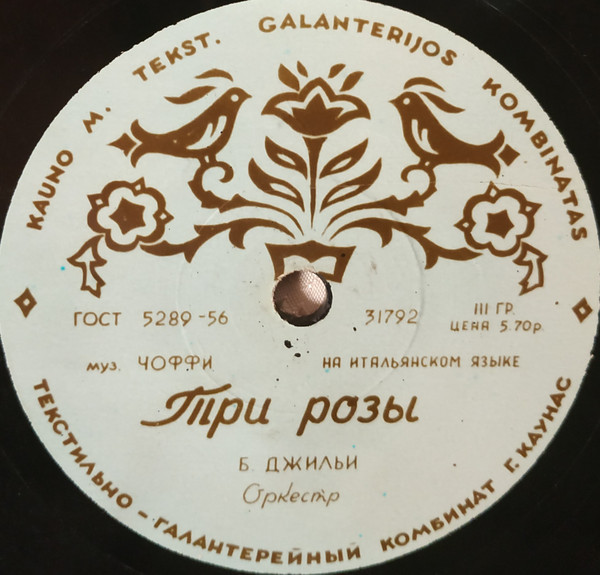 KAUNO M. TEKST. GALANTERIJOS KOMBINATAS
ГОСТ 5289-56 31792 III ГР.
ЦЕНА 5.70р.
муз. ЧОФФИ НА ИТАЛЬЯНСКОМ ЯЗЫКЕ
Три розы
Б. ДЖИЛЬИ
Оркестр
ТЕКСТИЛЬНО-ГАЛАНТЕРЕЙНЫЙ КОМБИНАТ Г. КАУНАС